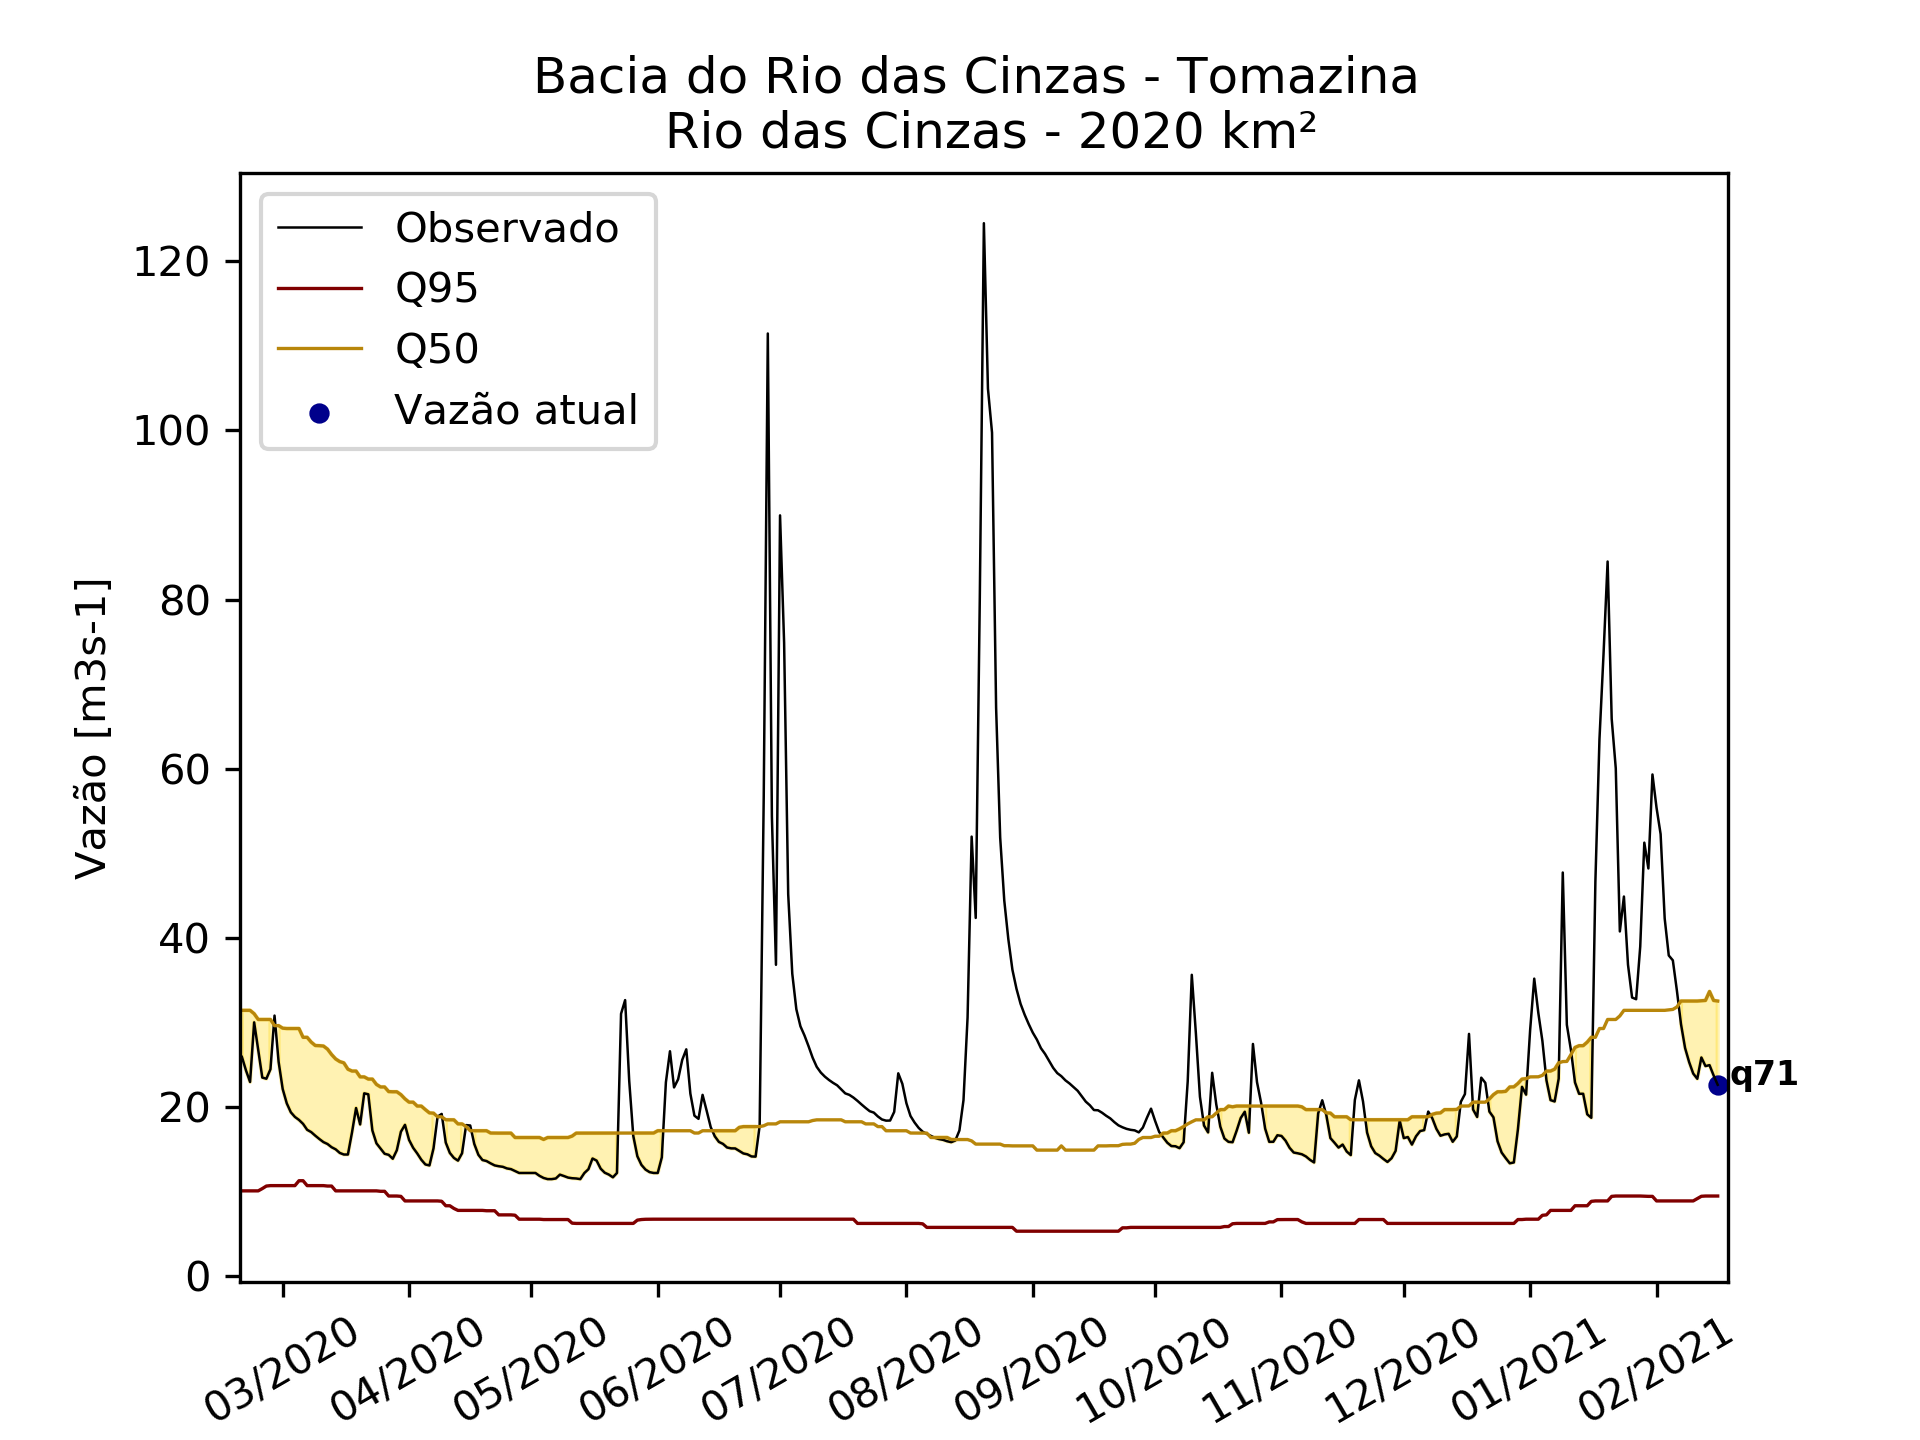 Bacia do Rio das Cinzas - Tomazina
Rio das Cinzas - 2020 km²
Observado
Q95
Q50
Vazão atual
Vazão [m3s-1]
120
100
80
60
40
20
0
q71
03/2020
04/2020
05/2020
06/2020
07/2020
08/2020
09/2020
10/2020
11/2020
12/2020
01/2021
02/2021